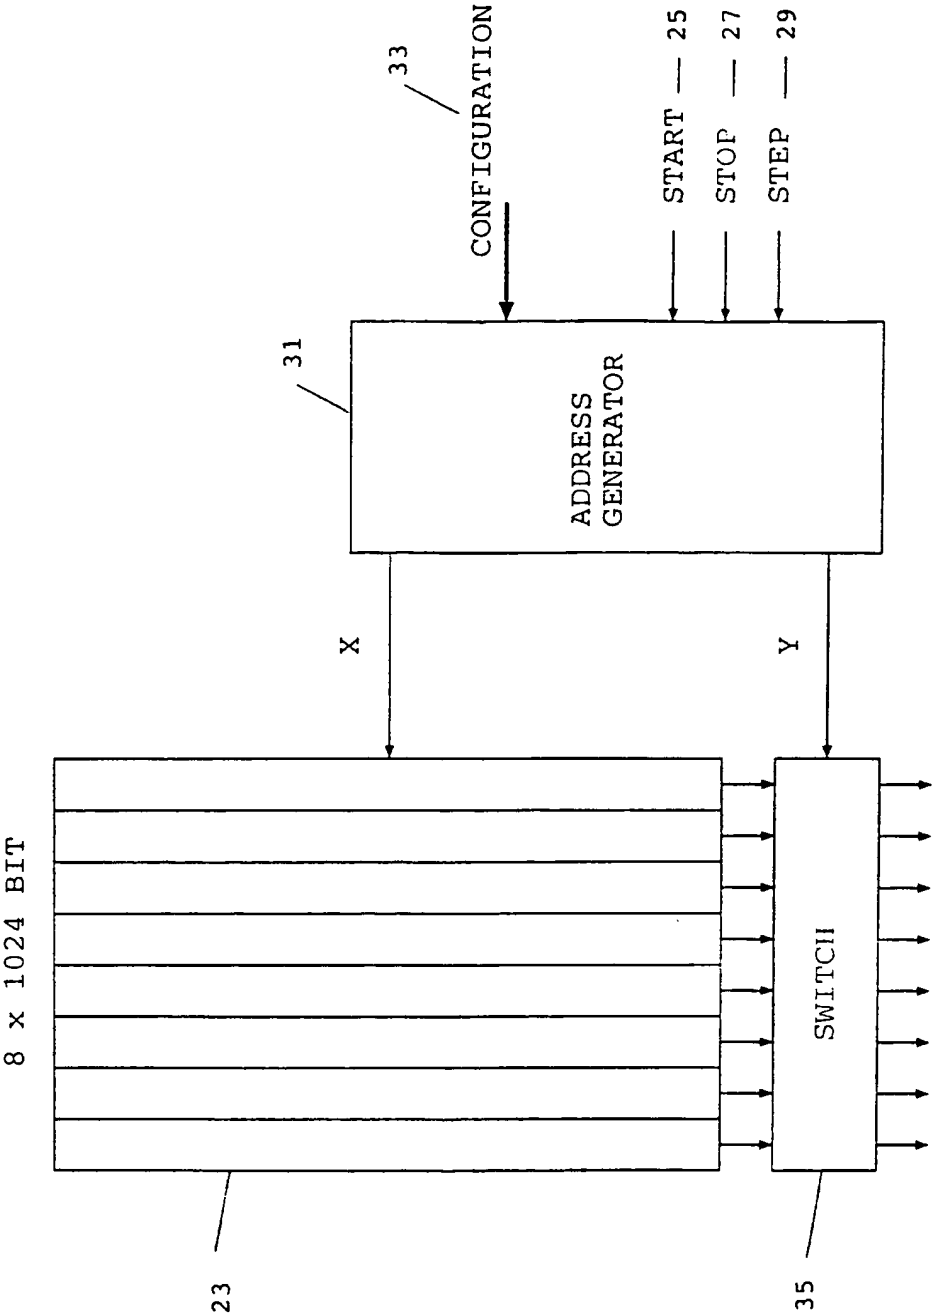 8 x 1024 BIT
23
35
X
Y
31
ADDRESS
GENERATOR
SWITCH
33
CONFIGURATION
START — 25
STOP — 27
STEP — 29